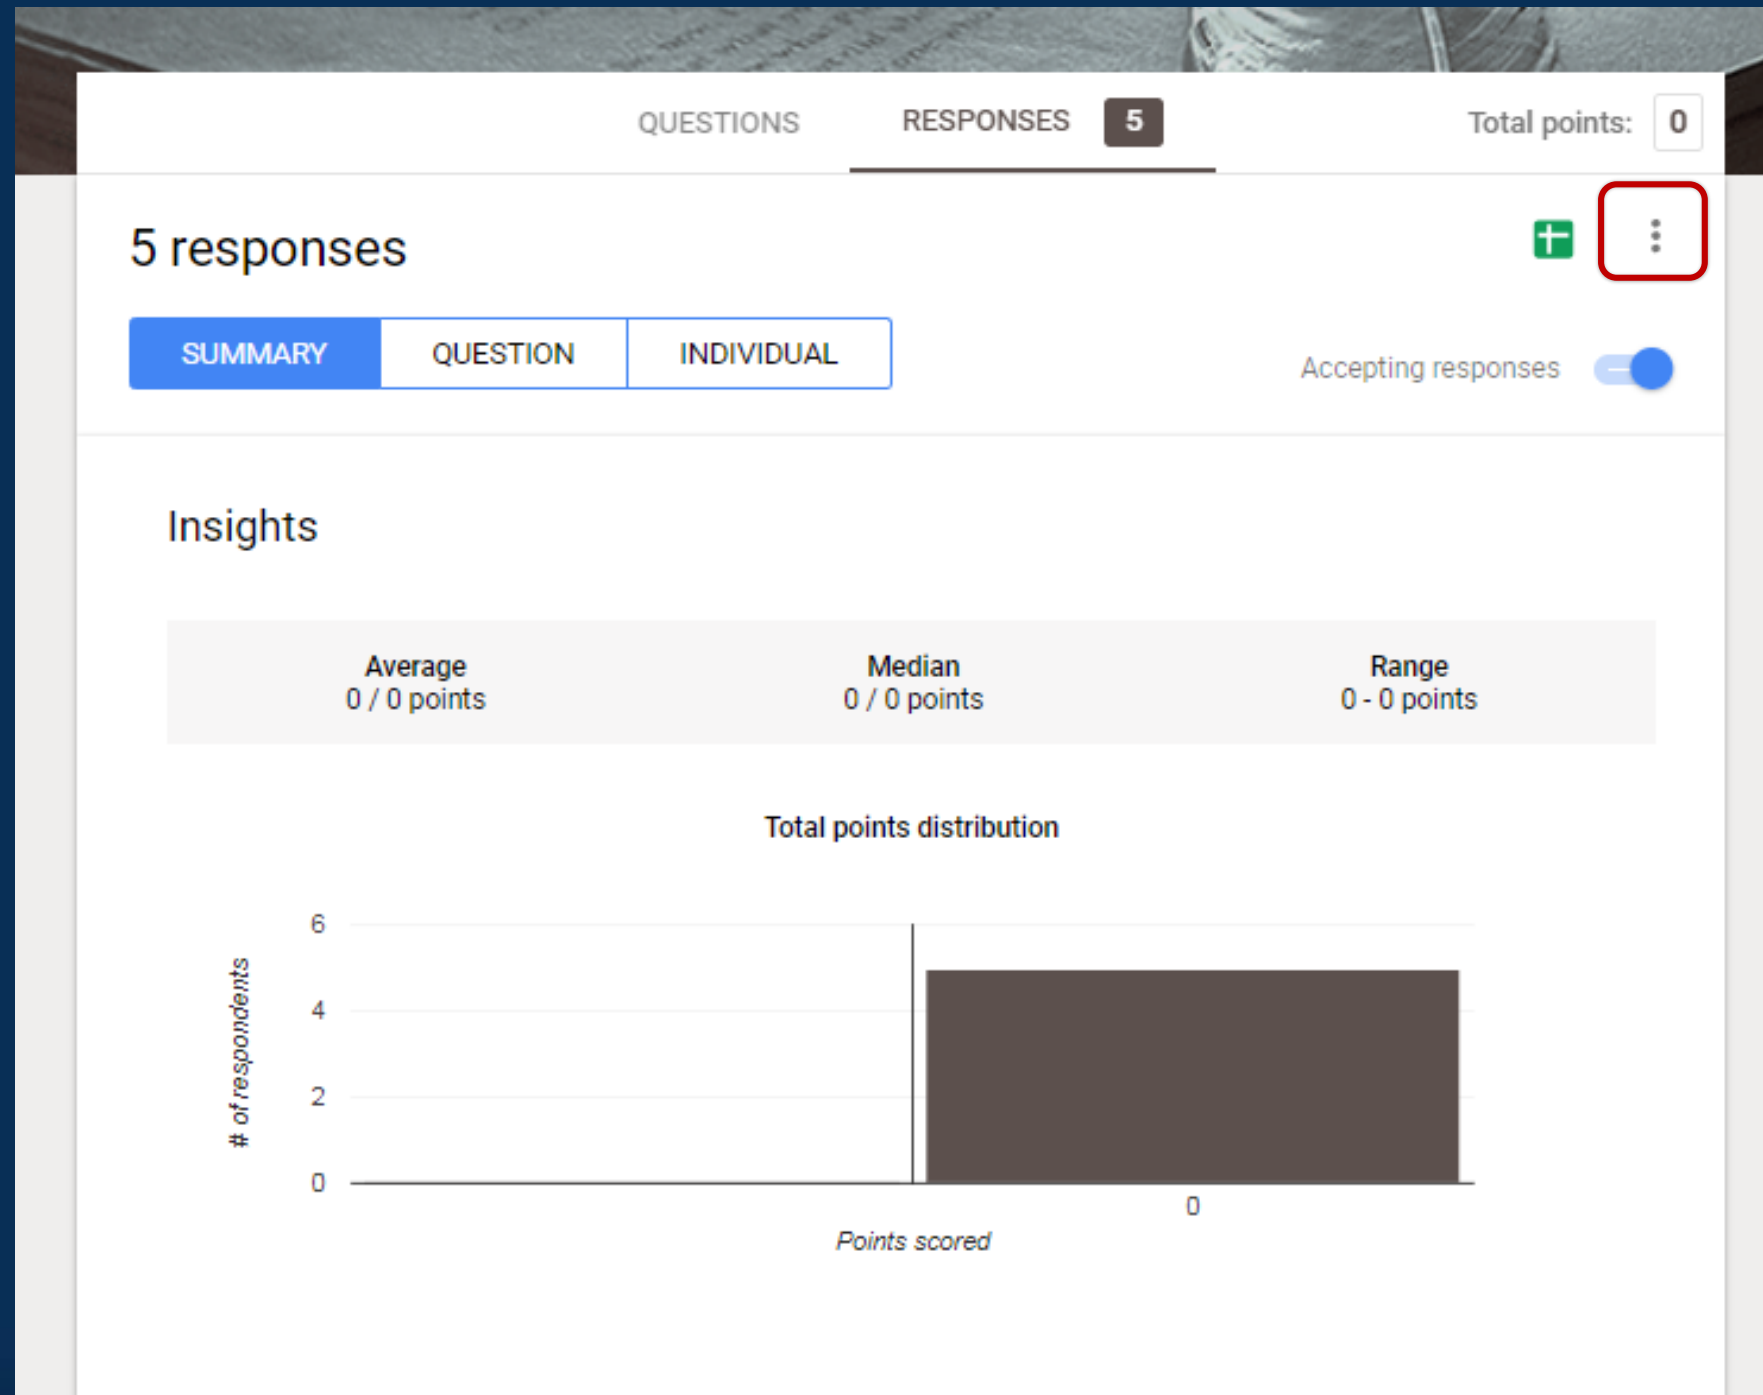 QUESTIONS RESPONSES 5 Total points: 0
5 responses
SUMMARY QUESTION INDIVIDUAL
Accepting responses
Insights
Average Median Range
0 / 0 points 0 / 0 points 0 - 0 points
Total points distribution
# of respondents
6
4
2
0
0
Points scored